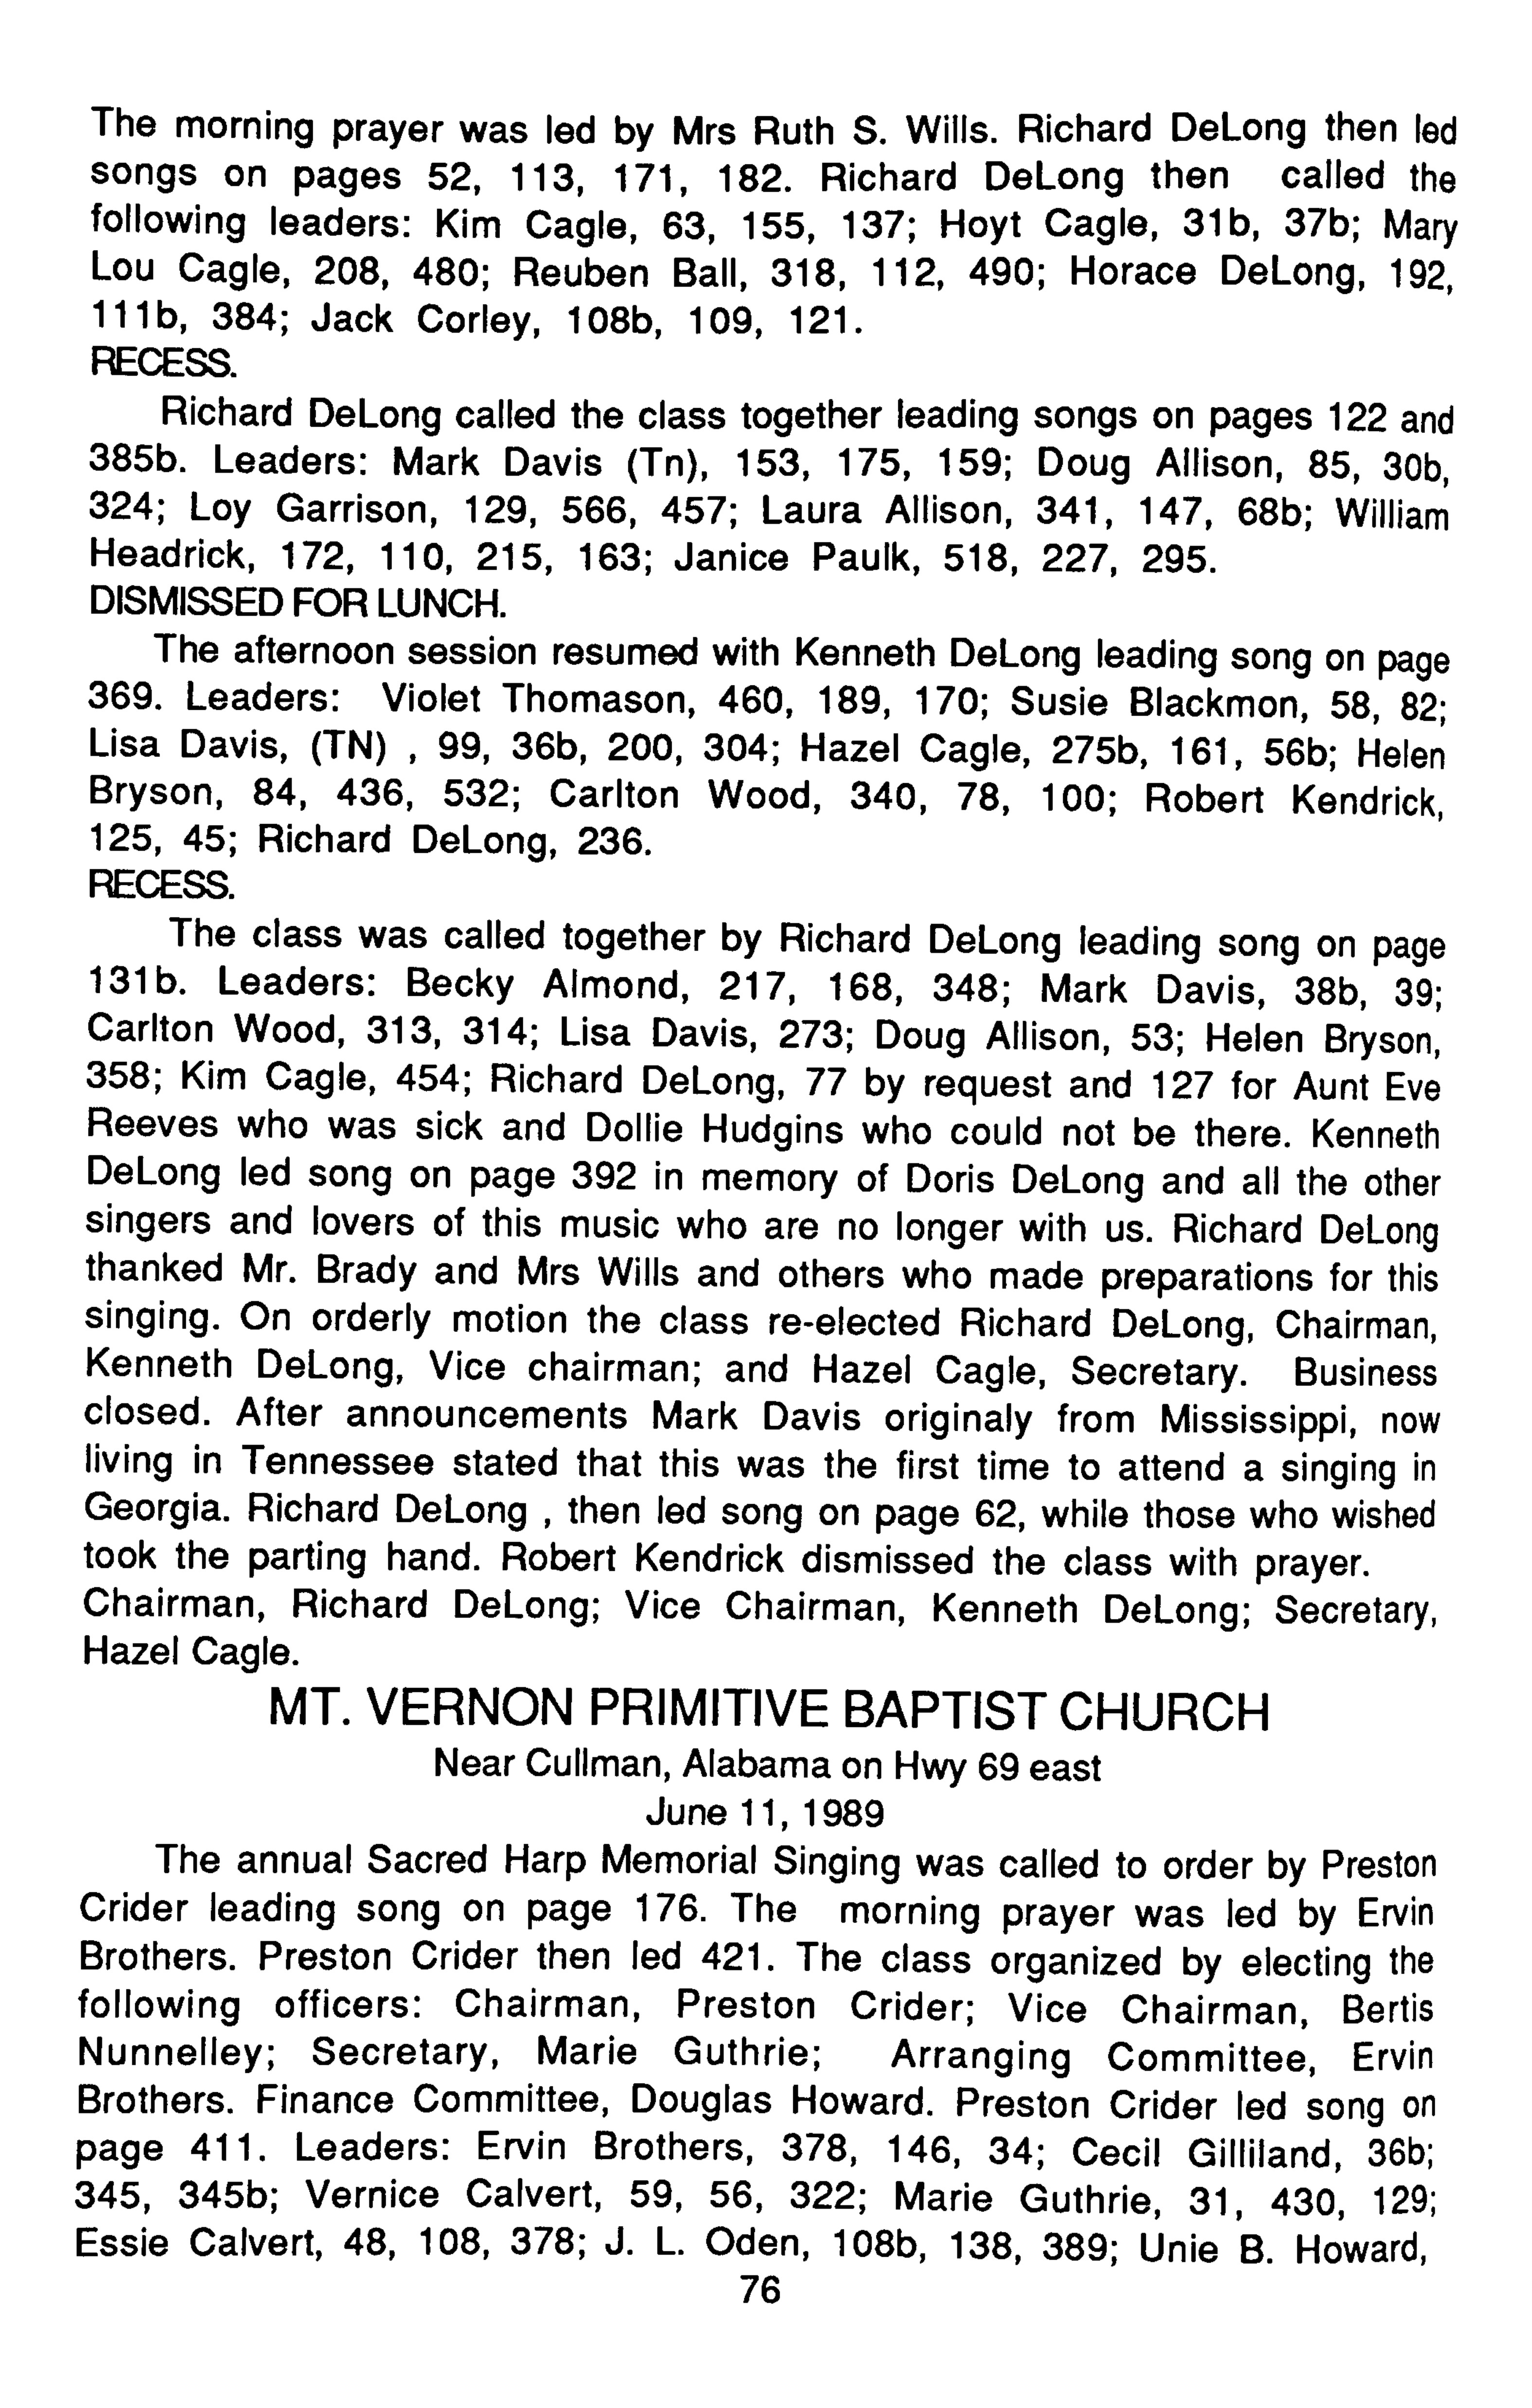 The morning prayer was led by Mrs Ruth S. Wills. Richard DeLong then led
songs on pages 52, 113, 171, 182. Richard DeLong then called the
following leaders: Kim Cagle, 63, 155, 137; Hoyt Cagle, 31b, 37b; Mary
Lou Cagle, 208, 480; Reuben Ball, 318, 112, 490; Horace DeLong, 192,
111b, 384; Jack Corley, 108b, 109, 121.
RECESS.
Richard DeLong called the class together leading songs on pages 122 and
385b. Leaders: Mark Davis (Tn), 153, 175, 159; Doug Allison, 85, 30b,
324; Loy Garrison, 129, 566, 457; Laura Allison, 341, 147, 68b; William
Headrick, 172, 110, 215, 163; Janice Paulk, 518, 227, 295.
DISMISSED FOR LUNCH.
The afternoon session resumed with Kenneth DeLong leading song on page
369. Leaders: Violet Thomason, 460, 189, 170; Susie Blackmon, 58, 82;
Lisa Davis, (TN) , 99, 36b, 200, 304; Hazel Cagle, 275b, 161, 56b; Helen
Bryson, 84, 436, 532; Carlton Wood, 340, 78, 100; Robert Kendrick,
125, 45; Richard DeLong, 236.
RECESS.
The class was called together by Richard DeLong leading song on page
131b. Leaders: Becky Almond, 217, 168, 348; Mark Davis, 38b, 39;
Carlton Wood, 313, 314; Lisa Davis, 273; Doug Allison, 53; Helen Bryson,
358; Kim Cagle, 454; Richard DeLong, 77 by request and 127 for Aunt Eve
Reeves who was sick and Dollie Hudgins who could not be there. Kenneth
DeLong led song on page 392 in memory of Doris DeLong and all the other
singers and lovers of this music who are no longer with us. Richard DeLong
thanked Mr. Brady and Mrs Wills and others who made preparations for this
singing. On orderly motion the class re-elected Richard DeLong, Chairman,
Kenneth DeLong, Vice chairman; and Hazel Cagle, Secretary. Business
closed. After announcements Mark Davis originaly from Mississippi, now
living in Tennessee stated that this was the first time to attend a singing in
Georgia. Richard DeLong , then led song on page 62, while those who wished
took the parting hand. Robert Kendrick dismissed the class with prayer.
Chairman, Richard DeLong; Vice Chairman, Kenneth DeLong; Secretary,
Hazel Cagle.
MT. VERNON PRIMITIVE BAPTIST CHURCH
Near Cullman, Alabama on Hwy 69 east
June 11, 1989
The annual Sacred Harp Memorial Singing was called to order by Preston
Crider leading song on page 176. The morning prayer was led by Ervin
Brothers. Preston Crider then led 421. The class organized by electing the
following officers: Chairman, Preston Crider; Vice Chairman, Bertis
Nunnelley; Secretary, Marie Guthrie; Arranging Committee, Ervin
Brothers. Finance Committee, Douglas Howard. Preston Crider led song on
page 411. Leaders: Ervin Brothers, 378, 146, 34; Cecil Gilliland, 36b;
345, 345b; Vernice Calvert, 59, 56, 322; Marie Guthrie, 31, 430, 129;
Essie Calvert, 48, 108, 378; J. L. Oden, 108b, 138, 389; Unie B. Howard,
76